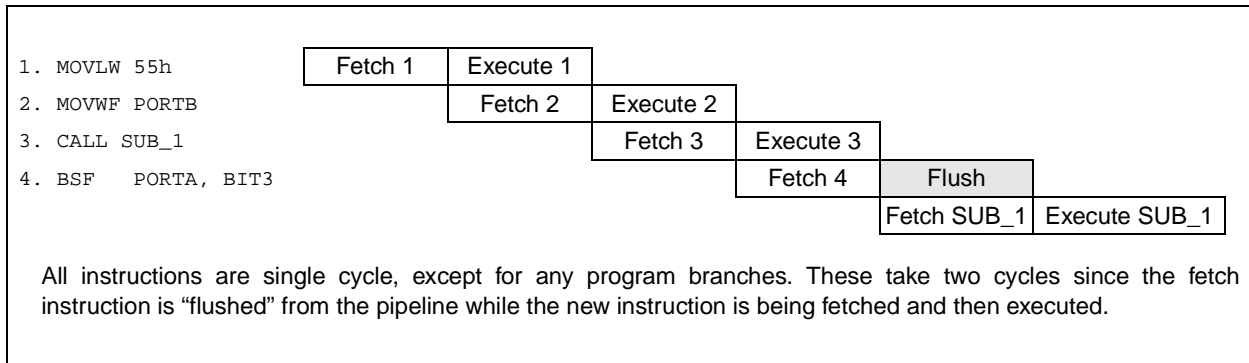 1. MOVLW 55h Fetch 1 Execute 1
2. MOVWF PORTB Fetch 2 Execute 2
3. CALL SUB_1 Fetch 3 Execute 3
4. BSF PORTA, BIT3 Fetch 4 Flush
Fetch SUB_1 Execute SUB_1
All instructions are single cycle, except for any program branches. These take two cycles since the fetch
instruction is “flushed” from the pipeline while the new instruction is being fetched and then executed.